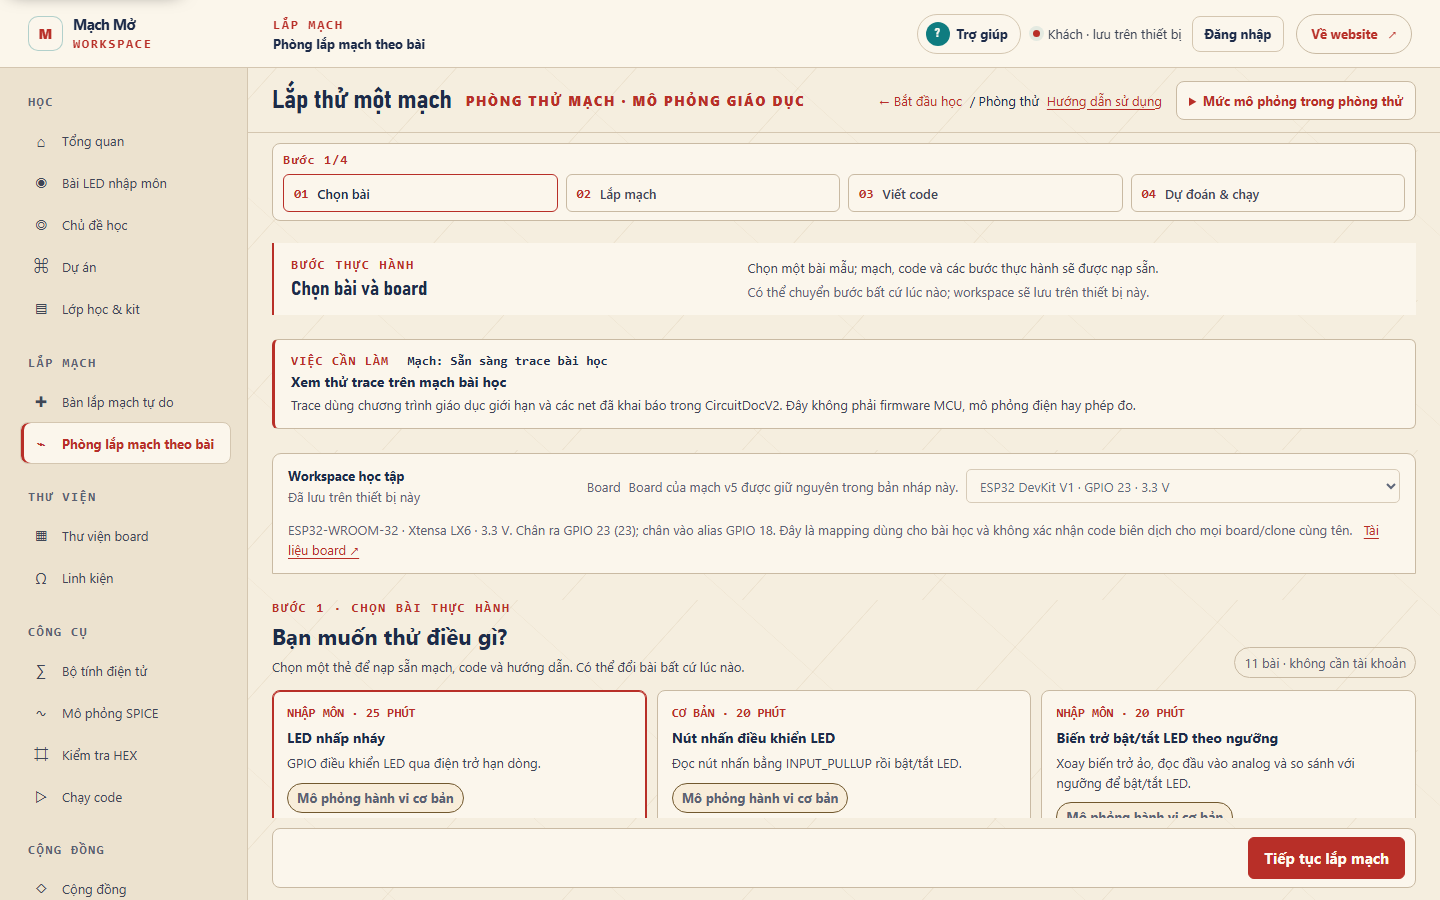 M
Mạch Mở
WORKSPACE
LẮP MẠCH
Phòng lắp mạch theo bài
? Trợ giúp
Khách · lưu trên thiết bị
Đăng nhập
Về website ↗
HỌC
Tổng quan
Bài LED nhập môn
Chủ đề học
Dự án
Lớp học & kit
LẮP MẠCH
Bàn lắp mạch tự do
Phòng lắp mạch theo bài
THƯ VIỆN
Thư viện board
Linh kiện
CÔNG CỤ
Bộ tính điện tử
Mô phỏng SPICE
Kiểm tra HEX
Chạy code
CỘNG ĐỒNG
Cộng đồng
Lắp thử một mạch PHÒNG THỬ MẠCH · MÔ PHỎNG GIÁO DỤC
← Bắt đầu học / Phòng thử Hướng dẫn sử dụng
▶ Mức mô phỏng trong phòng thử
Bước 1/4
01 Chọn bài
02 Lắp mạch
03 Viết code
04 Dự đoán & chạy
BƯỚC THỰC HÀNH
Chọn bài và board
Chọn một bài mẫu; mạch, code và các bước thực hành sẽ được nạp sẵn.
Có thể chuyển bước bất cứ lúc nào; workspace sẽ lưu trên thiết bị này.
VIỆC CẦN LÀM Mạch: Sẵn sàng trace bài học
Xem thử trace trên mạch bài học
Trace dùng chương trình giáo dục giới hạn và các net đã khai báo trong CircuitDocV2. Đây không phải firmware MCU, mô phỏng điện hay phép đo.
Workspace học tập
Đã lưu trên thiết bị này
Board Board của mạch v5 được giữ nguyên trong bản nháp này.
ESP32 DevKit V1 · GPIO 23 · 3.3 V
ESP32-WROOM-32 · Xtensa LX6 · 3.3 V. Chân ra GPIO 23 (23); chân vào alias GPIO 18. Đây là mapping dùng cho bài học và không xác nhận code biên dịch cho mọi board/clone cùng tên. Tài
liệu board ↗
BƯỚC 1 · CHỌN BÀI THỰC HÀNH
Bạn muốn thử điều gì?
Chọn một thẻ để nạp sẵn mạch, code và hướng dẫn. Có thể đổi bài bất cứ lúc nào.
11 bài · không cần tài khoản
NHẬP MÔN · 25 PHÚT
LED nhấp nháy
GPIO điều khiển LED qua điện trở hạn dòng.
Mô phỏng hành vi cơ bản
CƠ BẢN · 20 PHÚT
Nút nhấn điều khiển LED
Đọc nút nhấn bằng INPUT_PULLUP rồi bật/tắt LED.
Mô phỏng hành vi cơ bản
NHẬP MÔN · 20 PHÚT
Biến trở bật/tắt LED theo ngưỡng
Xoay biến trở ảo, đọc đầu vào analog và so sánh với
ngưỡng để bật/tắt LED.
Mô phỏng hành vi cơ bản
Tiếp tục lắp mạch